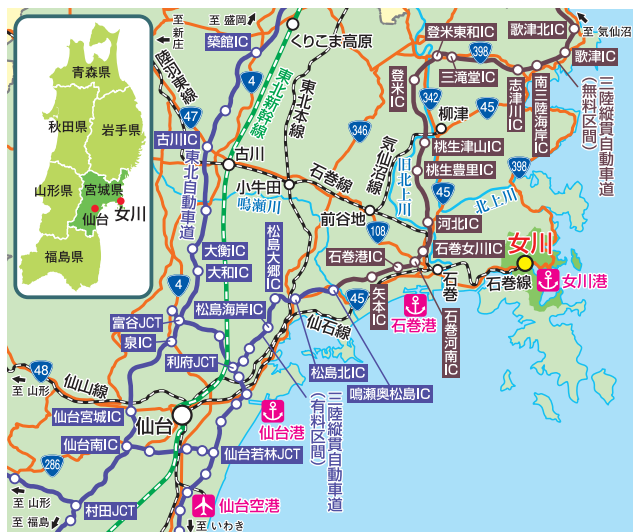 青森県
秋田県
岩手県
山形県
宮城県
仙台
女川
福島県
至 新庄
至 盛岡
築館IC
くりこま高原
登米東和IC
398
歌津北IC
至 気仙沼
陸羽東線
4
東北新幹線
東北本線
三滝堂IC
歌津IC
登米IC
志津川IC
南三陸海岸IC
三陸縦貫自動車道
(無料区間)
47
342
柳津
45
346
古川IC
古川
気仙沼線
桃生津山IC
旧北上川
398
石巻線
小牛田
桃生豊里IC
東北自動車道
鳴瀬川
45
北上川
前谷地
河北IC
108
大衡IC
松島大郷IC
石巻港IC
石巻女川IC
女川
大和IC
4
石巻
石巻線
女川港
松島海岸IC
45
矢本IC
石巻港
石巻河南IC
富谷JCT
仙石線
泉IC
利府JCT
松島北IC
鳴瀬奥松島IC
48
至 山形
仙山線
三陸縦貫自動車道
(有料区間)
仙台宮城IC
仙台
仙台港
仙台南IC
仙台若林JCT
286
至 山形
村田JCT
仙台空港
至 福島
至 いわき